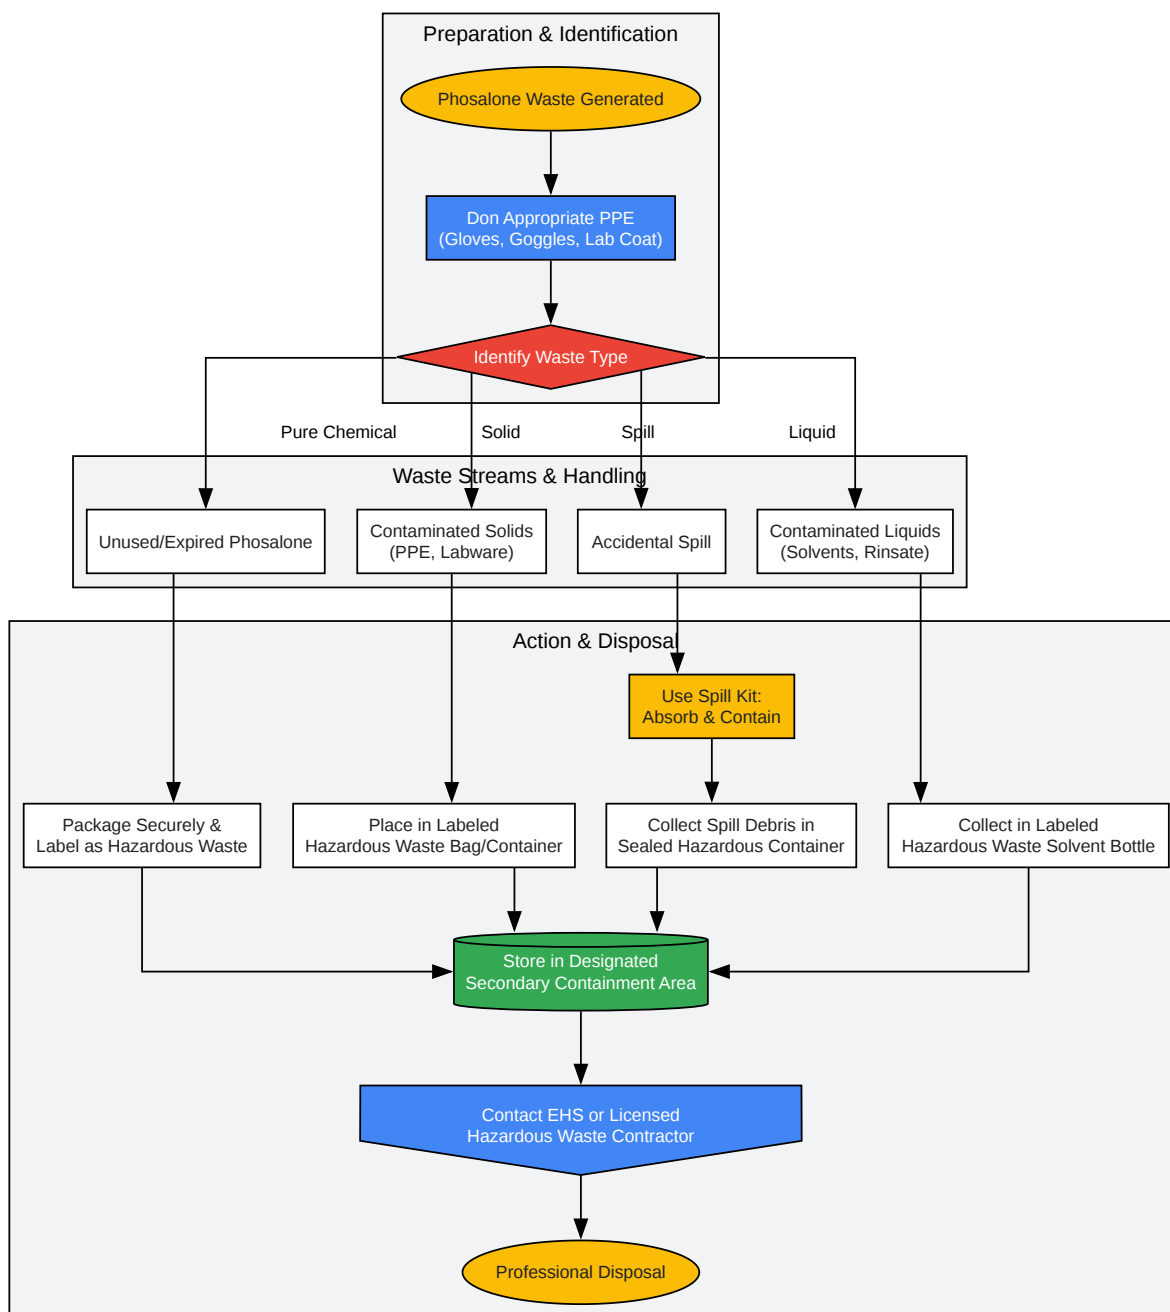 Preparation & Identification
Phosalone Waste Generated
Don Appropriate PPE
(Gloves, Goggles, Lab Coat)
Identify Waste Type
Pure Chemical
Solid
Spill
Liquid
Waste Streams & Handling
Unused/Expired Phosalone
Contaminated Solids
(PPE, Labware)
Accidental Spill
Contaminated Liquids
(Solvents, Rinsate)
Action & Disposal
Use Spill Kit:
Absorb & Contain
Package Securely &
Label as Hazardous Waste
Place in Labeled
Hazardous Waste Bag/Container
Collect Spill Debris in
Sealed Hazardous Container
Collect in Labeled
Hazardous Waste Solvent Bottle
Store in Designated
Secondary Containment Area
Contact EHS or Licensed
Hazardous Waste Contractor
Professional Disposal